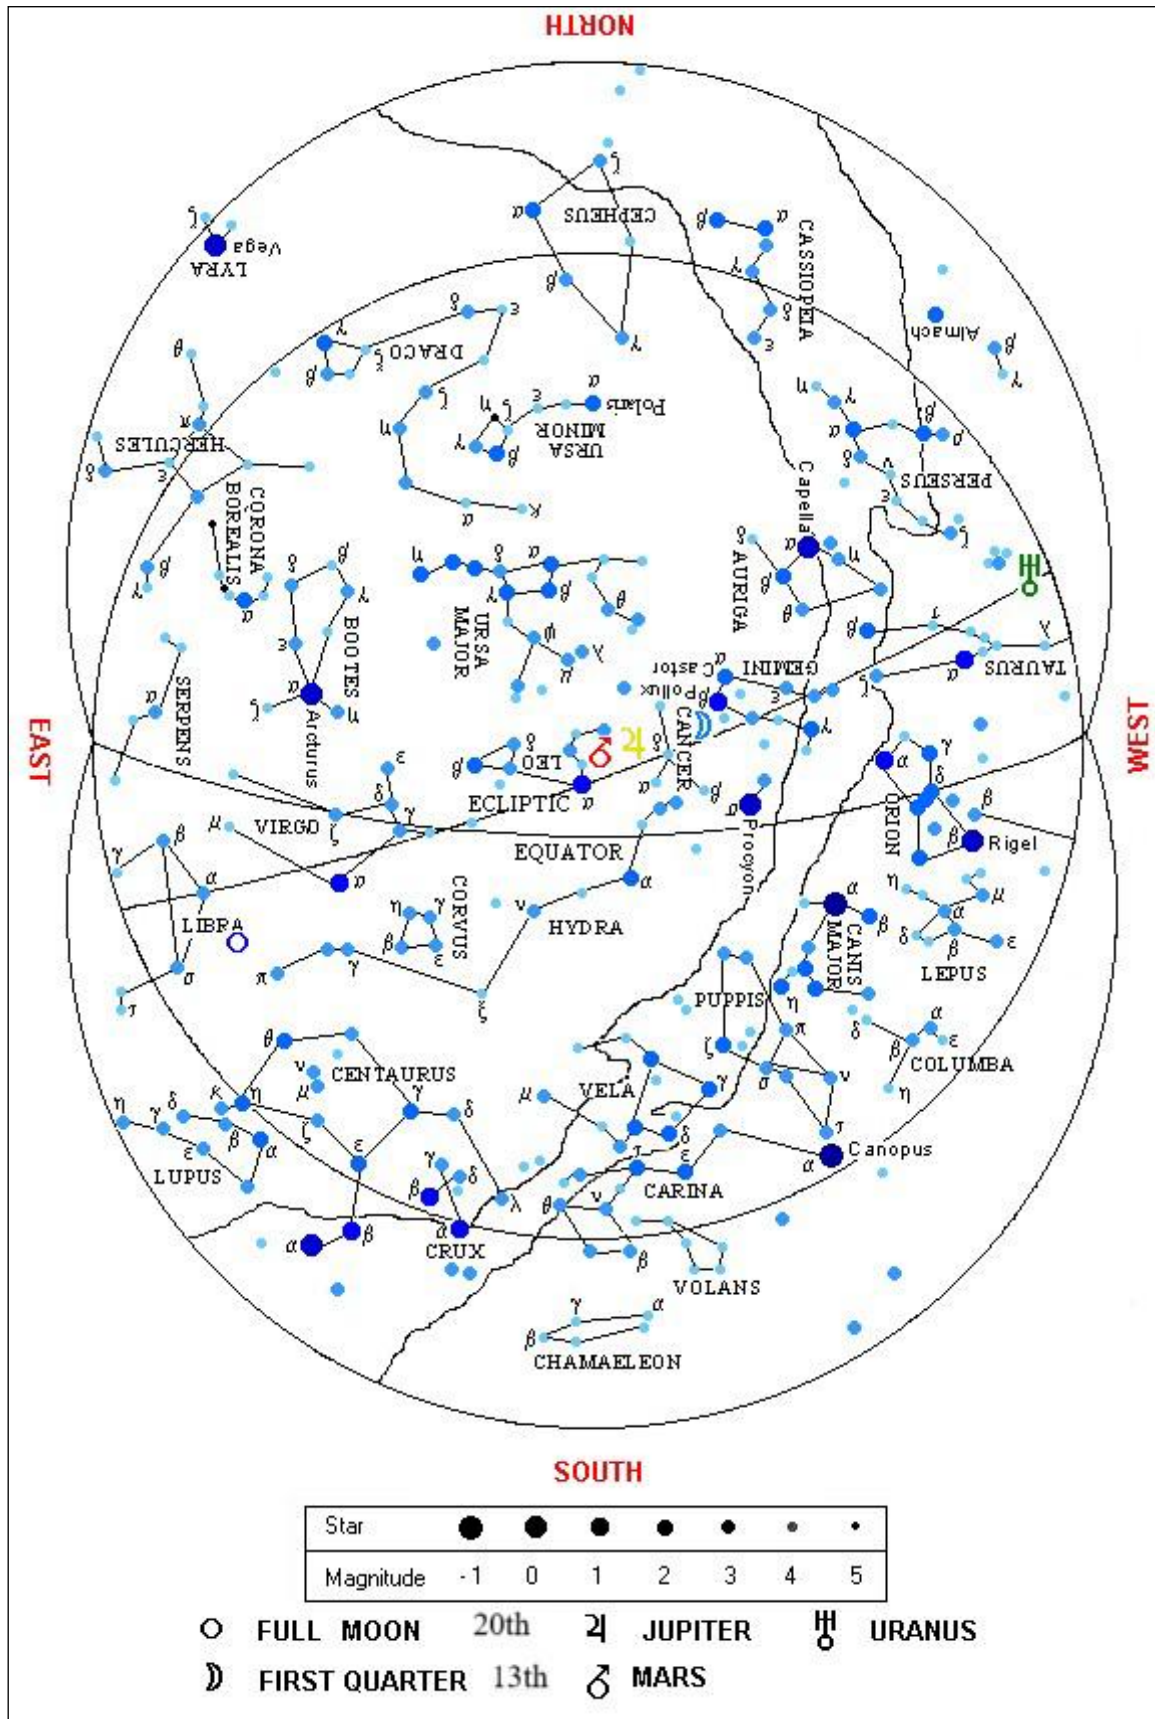 NORTH
ζ
α
CEPHEUS
β
γ
β
α
CASSIOPEIA
γ
δ
ε
ζ
Vega
LYRA
Almach
β
γ
δ
ε
γ
ξ
β
DRACO
ζ
η
α
κ
θ
π
HERCULES
δ
ε
β
γ
α
Polaris
ε
ζ
η
URSA
MINOR
γ
β
η
γ
α
β
ρ
δ
ν
PERSEUS
ε
ζ
Capella
α
η
δ
AURIGA
β
θ
CORONA
BOREALIS
α
δ
β
γ
BOOTES
ε
α
ζ
η
Arcturus
η
δ
α
γ
β
θ
URSA
MAJOR
ψ
λ
μ
SERPENS
α
β
τ
λ
TAURUS
α
ζ
α
Castor
GEMINI
β
Pollux
ε
γ
CANCER
δ
β
EAST
WEST
ε
δ
β
LEO
δ
α
ECLIPTIC
μ
VIRGO
ζ
γ
α
EQUATOR
α
Procyon
α
γ
δ
ORION
β
β
Rigel
β
γ
α
LIBRA
σ
τ
CORVUS
η
γ
β
ε
π
γ
ν
HYDRA
α
ξ
α
CANIS
MAJOR
β
η
η
μ
α
δ
β
ε
LEPUS
PUPPIS
ζ
π
σ
ν
τ
α
δ
β
ε
COLUMBA
η
θ
ν
CENTAURUS
μ
γ
δ
κ
η
η
γ
δ
β
α
ζ
ε
ε
LUPUS
μ
VELA
γ
δ
τ
ε
CARINA
α
Canopus
γ
δ
β
λ
α
CRUX
α
β
θ
ν
β
VOLANS
γ
α
β
CHAMAELEON
SOUTH
Star
Magnitude -1 0 1 2 3 4 5
FULL MOON 20th JUPITER URANUS
FIRST QUARTER 13th MARS